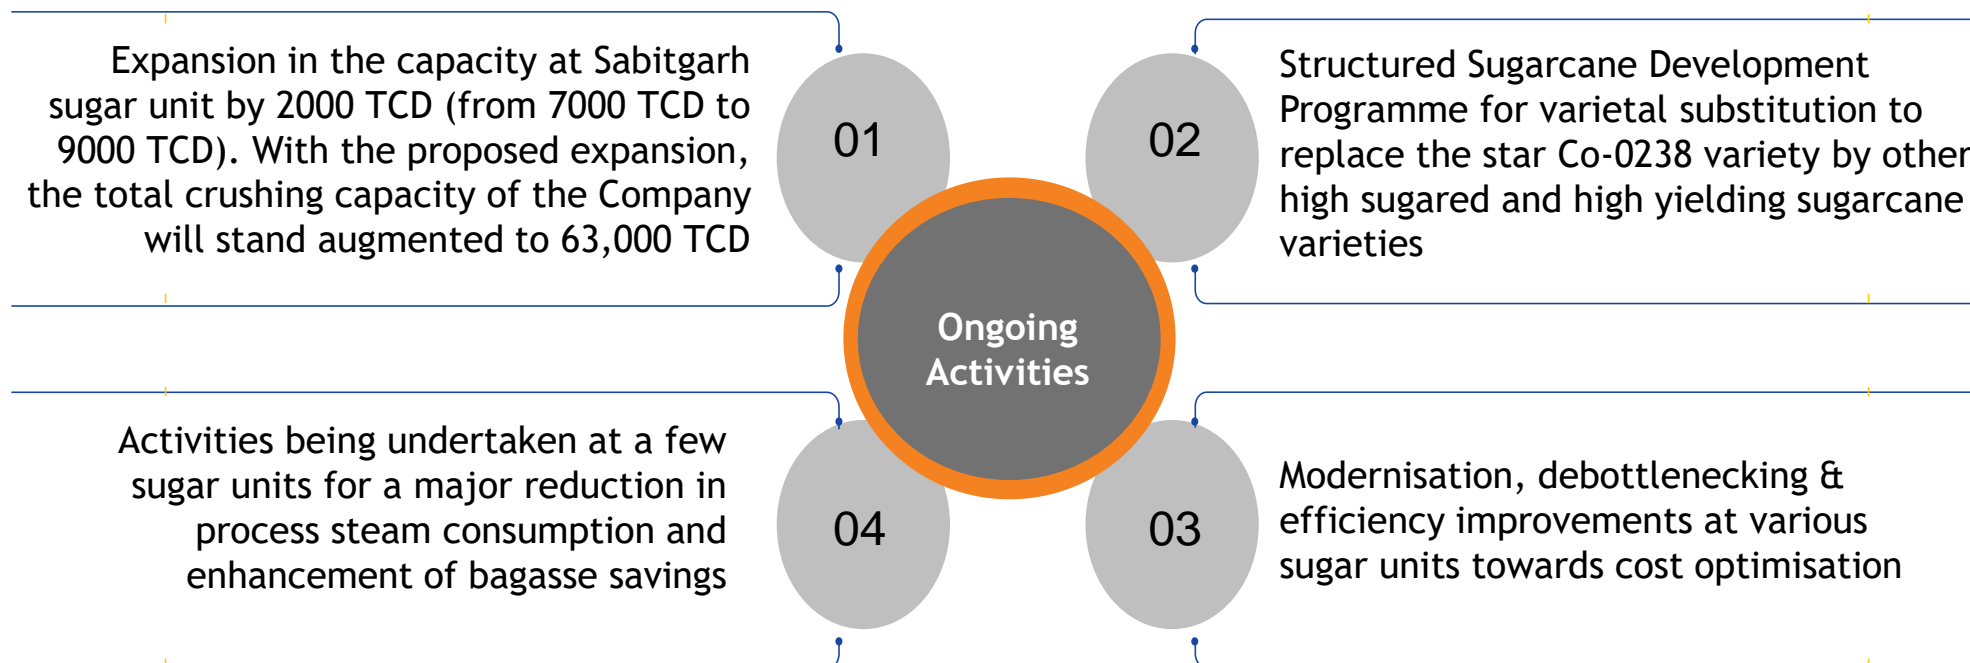 Expansion in the capacity at Sabitgarh
sugar unit by 2000 TCD (from 7000 TCD to
9000 TCD). With the proposed expansion,
the total crushing capacity of the Company
will stand augmented to 63,000 TCD
01
02
Structured Sugarcane Development
Programme for varietal substitution to
replace the star Co-0238 variety by other
high sugared and high yielding sugarcane
varieties
Ongoing
Activities
03
Modernisation, debottlenecking &
efficiency improvements at various
sugar units towards cost optimisation
Activities being undertaken at a few
sugar units for a major reduction in
process steam consumption and
enhancement of bagasse savings
04